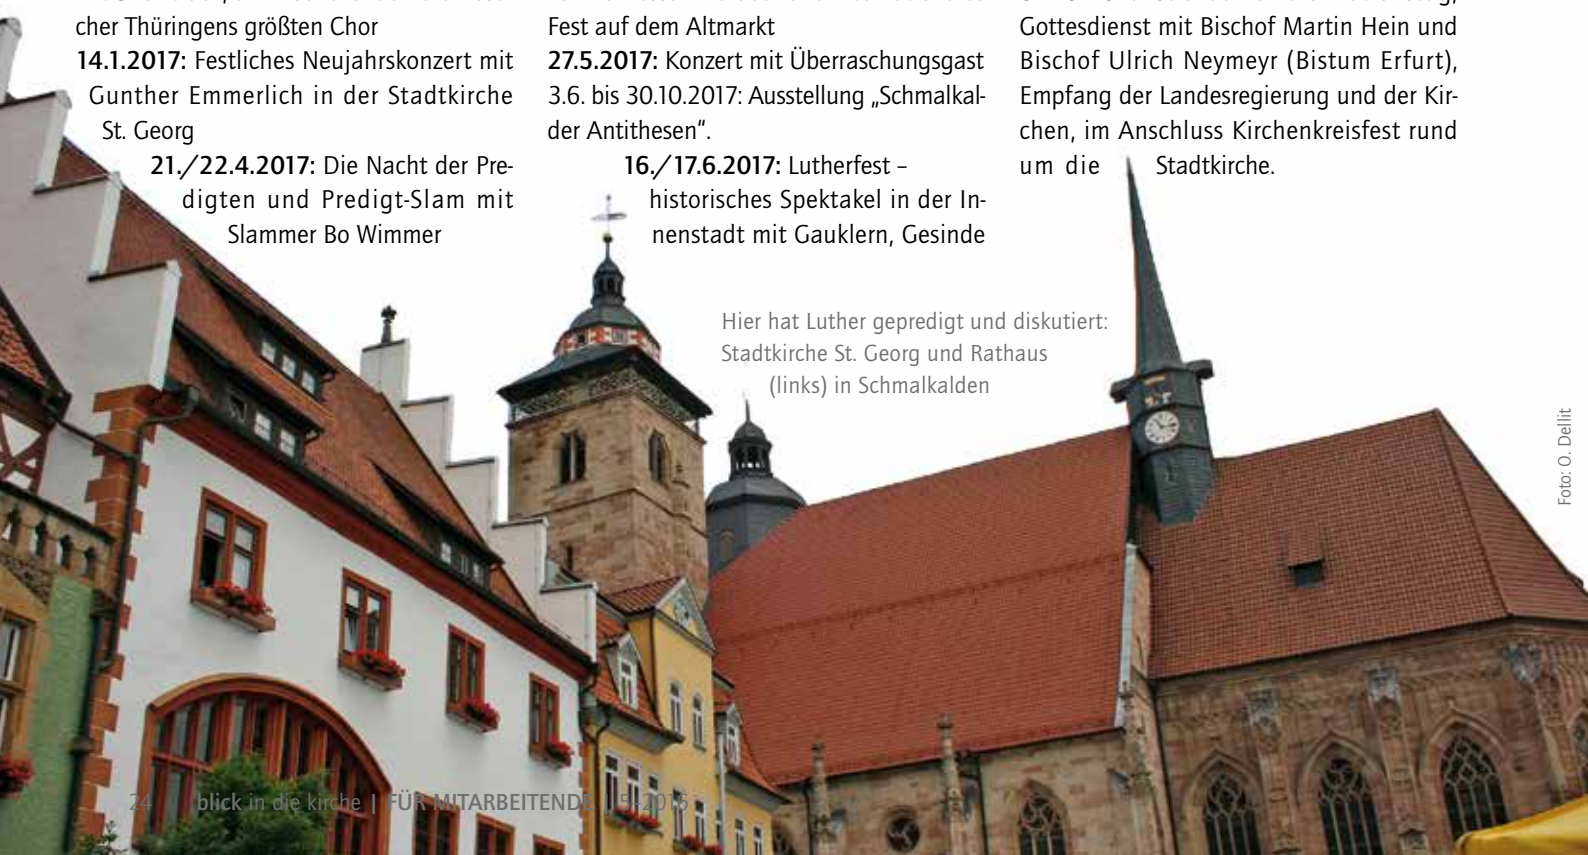 cher Thüringens größten Chor
14.1.2017: Festliches Neujahrskonzert mit
Gunther Emmerlich in der Stadtkirche
St. Georg
21./22.4.2017: Die Nacht der Pre-
digten und Predigt-Slam mit
Slammer Bo Wimmer
Fest auf dem Altmarkt
27.5.2017: Konzert mit Überraschungsgast
3.6. bis 30.10.2017: Ausstellung „Schmalkal-
der Antithesen“.
16./17.6.2017: Lutherfest –
historisches Spektakel in der In-
nenstadt mit Gauklern, Gesinde
Gottesdienst mit Bischof Martin Hein und
Bischof Ulrich Neymeyr (Bistum Erfurt),
Empfang der Landesregierung und der Kir-
chen, im Anschluss Kirchenkreisfest rund
um die Stadtkirche.
Hier hat Luther gepredigt und diskutiert:
Stadtkirche St. Georg und Rathaus
(links) in Schmalkalden
Foto: O. Dellit
24 blick in die kirche | FÜR MITARBEITENDE